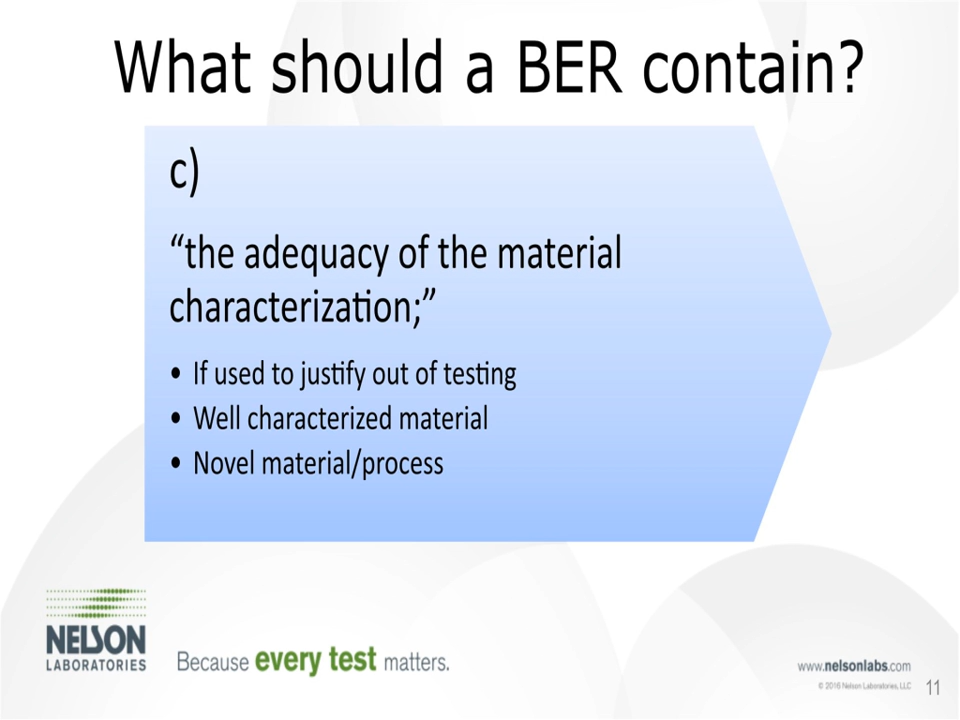 What should a BER contain?
c)
“the adequacy of the material
characterization;”
• If used to justify out of testing
• Well characterized material
• Novel material/process
NELSON
LABORATORIES
Because every test matters.
www.nelsonlabs.com
© 2016 Nelson Laboratories, LLC
11